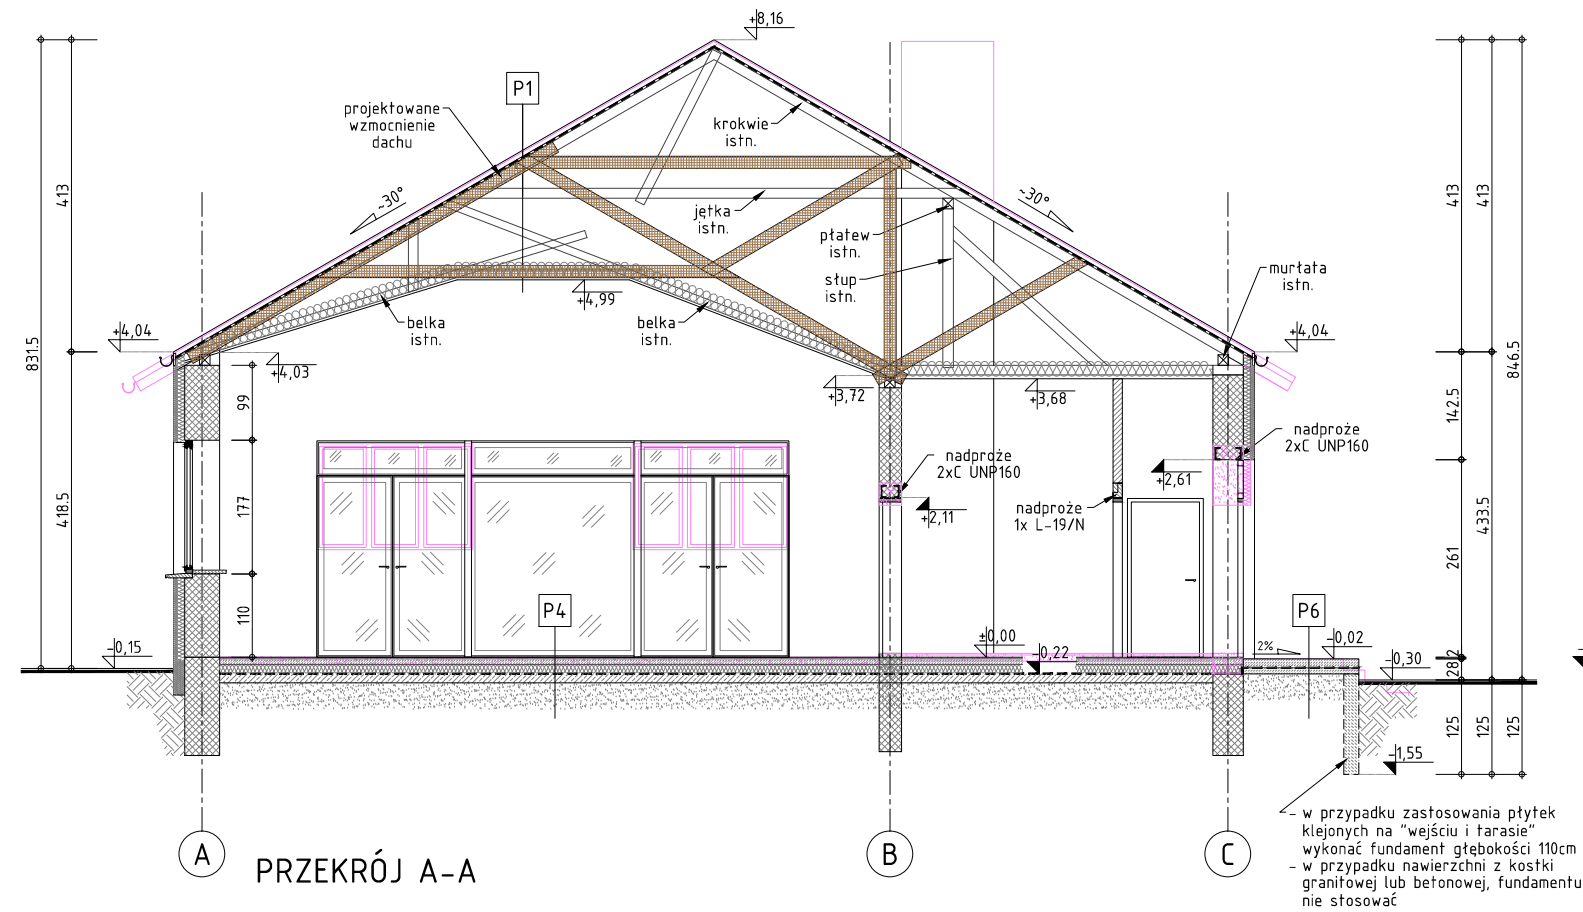 +8,16
P1
projektowane
wzmocnienie
dachu
krokwie
istn.
~30°
~30°
jętka
istn.
płatew
istn.
słup
istn.
murłata
istn.
+4,99
belka
istn.
belka
istn.
+4,04
+4,03
+4,04
+3,72
+3,68
413
831.5
418.5
99
177
110
413
413
846.5
142.5
433.5
261
28.2
125
125
125
nadproże
2xC UNP160
nadproże
2xC UNP160
+2,61
+2,11
nadproże
1x L-19/N
P4
P6
-0,15
±0,00
-0,22
2%
-0,02
-0,30
-1,55
A
B
C
PRZEKRÓJ A-A
- w przypadku zastosowania płytek
klejonych na "wejściu i tarasie"
wykonać fundament głębokości 110cm
- w przypadku nawierzchni z kostki
granitowej lub betonowej, fundamentu
nie stosować